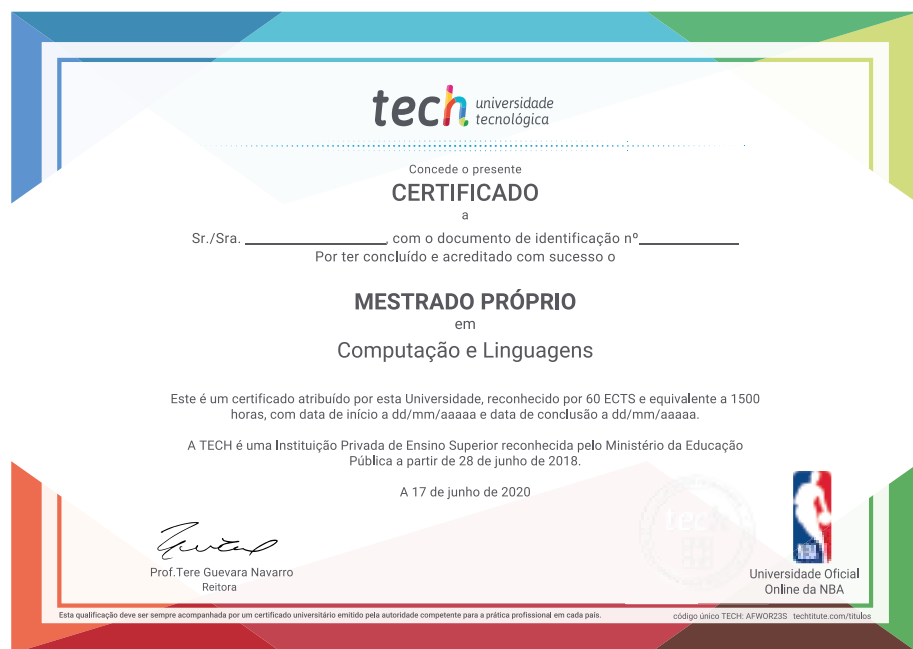 tech universidade
tecnológica
Concede o presente
CERTIFICADO
a
Sr./Sra. , com o documento de identificação nº
Por ter concluído e acreditado com sucesso o
MESTRADO PRÓPRIO
em
Computação e Linguagens
Este é um certificado atribuído por esta Universidade, reconhecido por 60 ECTS e equivalente a 1500
horas, com data de início a dd/mm/aaaaa e data de conclusão a dd/mm/aaaaa.
A TECH é uma Instituição Privada de Ensino Superior reconhecida pelo Ministério da Educação
Pública a partir de 28 de junho de 2018.
A 17 de junho de 2020
tech
NBA
Prof.Tere Guevara Navarro
Reitora
Universidade Oficial
Online da NBA
Esta qualificação deve ser sempre acompanhada por um certificado universitário emitido pela autoridade competente para a prática profissional em cada país.
código único TECH: AFWOR23S techtitute.com/titulos